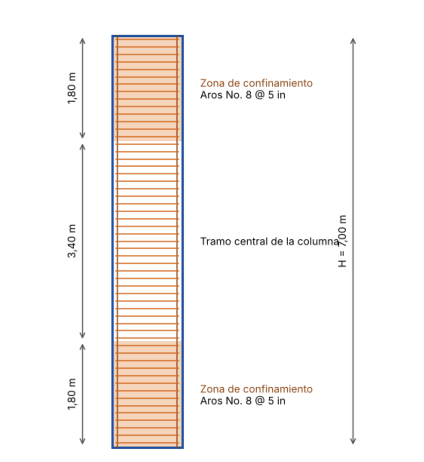 1,80 m
Zona de confinamiento
Aros No. 8 @ 5 in
3,40 m
Tramo central de la columna
H = 7,00 m
1,80 m
Zona de confinamiento
Aros No. 8 @ 5 in